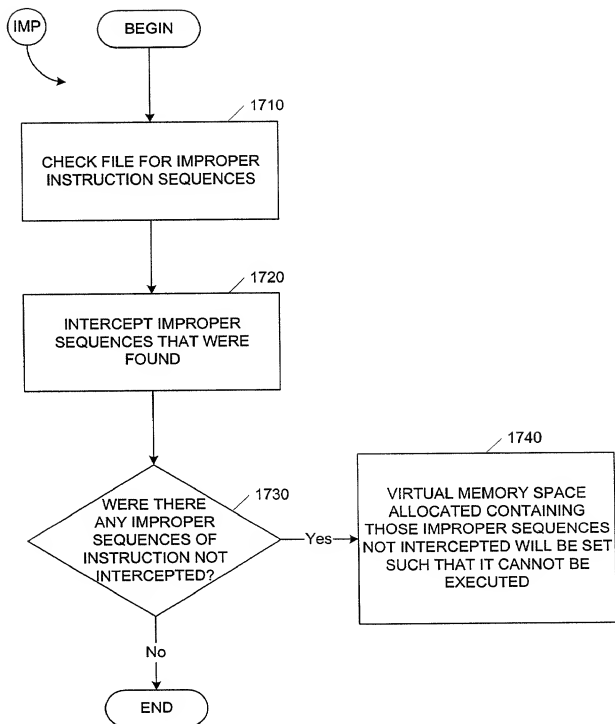 IMP
BEGIN
1710
CHECK FILE FOR IMPROPER
INSTRUCTION SEQUENCES
1720
INTERCEPT IMPROPER
SEQUENCES THAT WERE
FOUND
1730
WERE THERE
ANY IMPROPER
SEQUENCES OF
INSTRUCTION NOT
INTERCEPTED?
Yes
1740
VIRTUAL MEMORY SPACE
ALLOCATED CONTAINING
THOSE IMPROPER SEQUENCES
NOT INTERCEPTED WILL BE SET
SUCH THAT IT CANNOT BE
EXECUTED
No
END